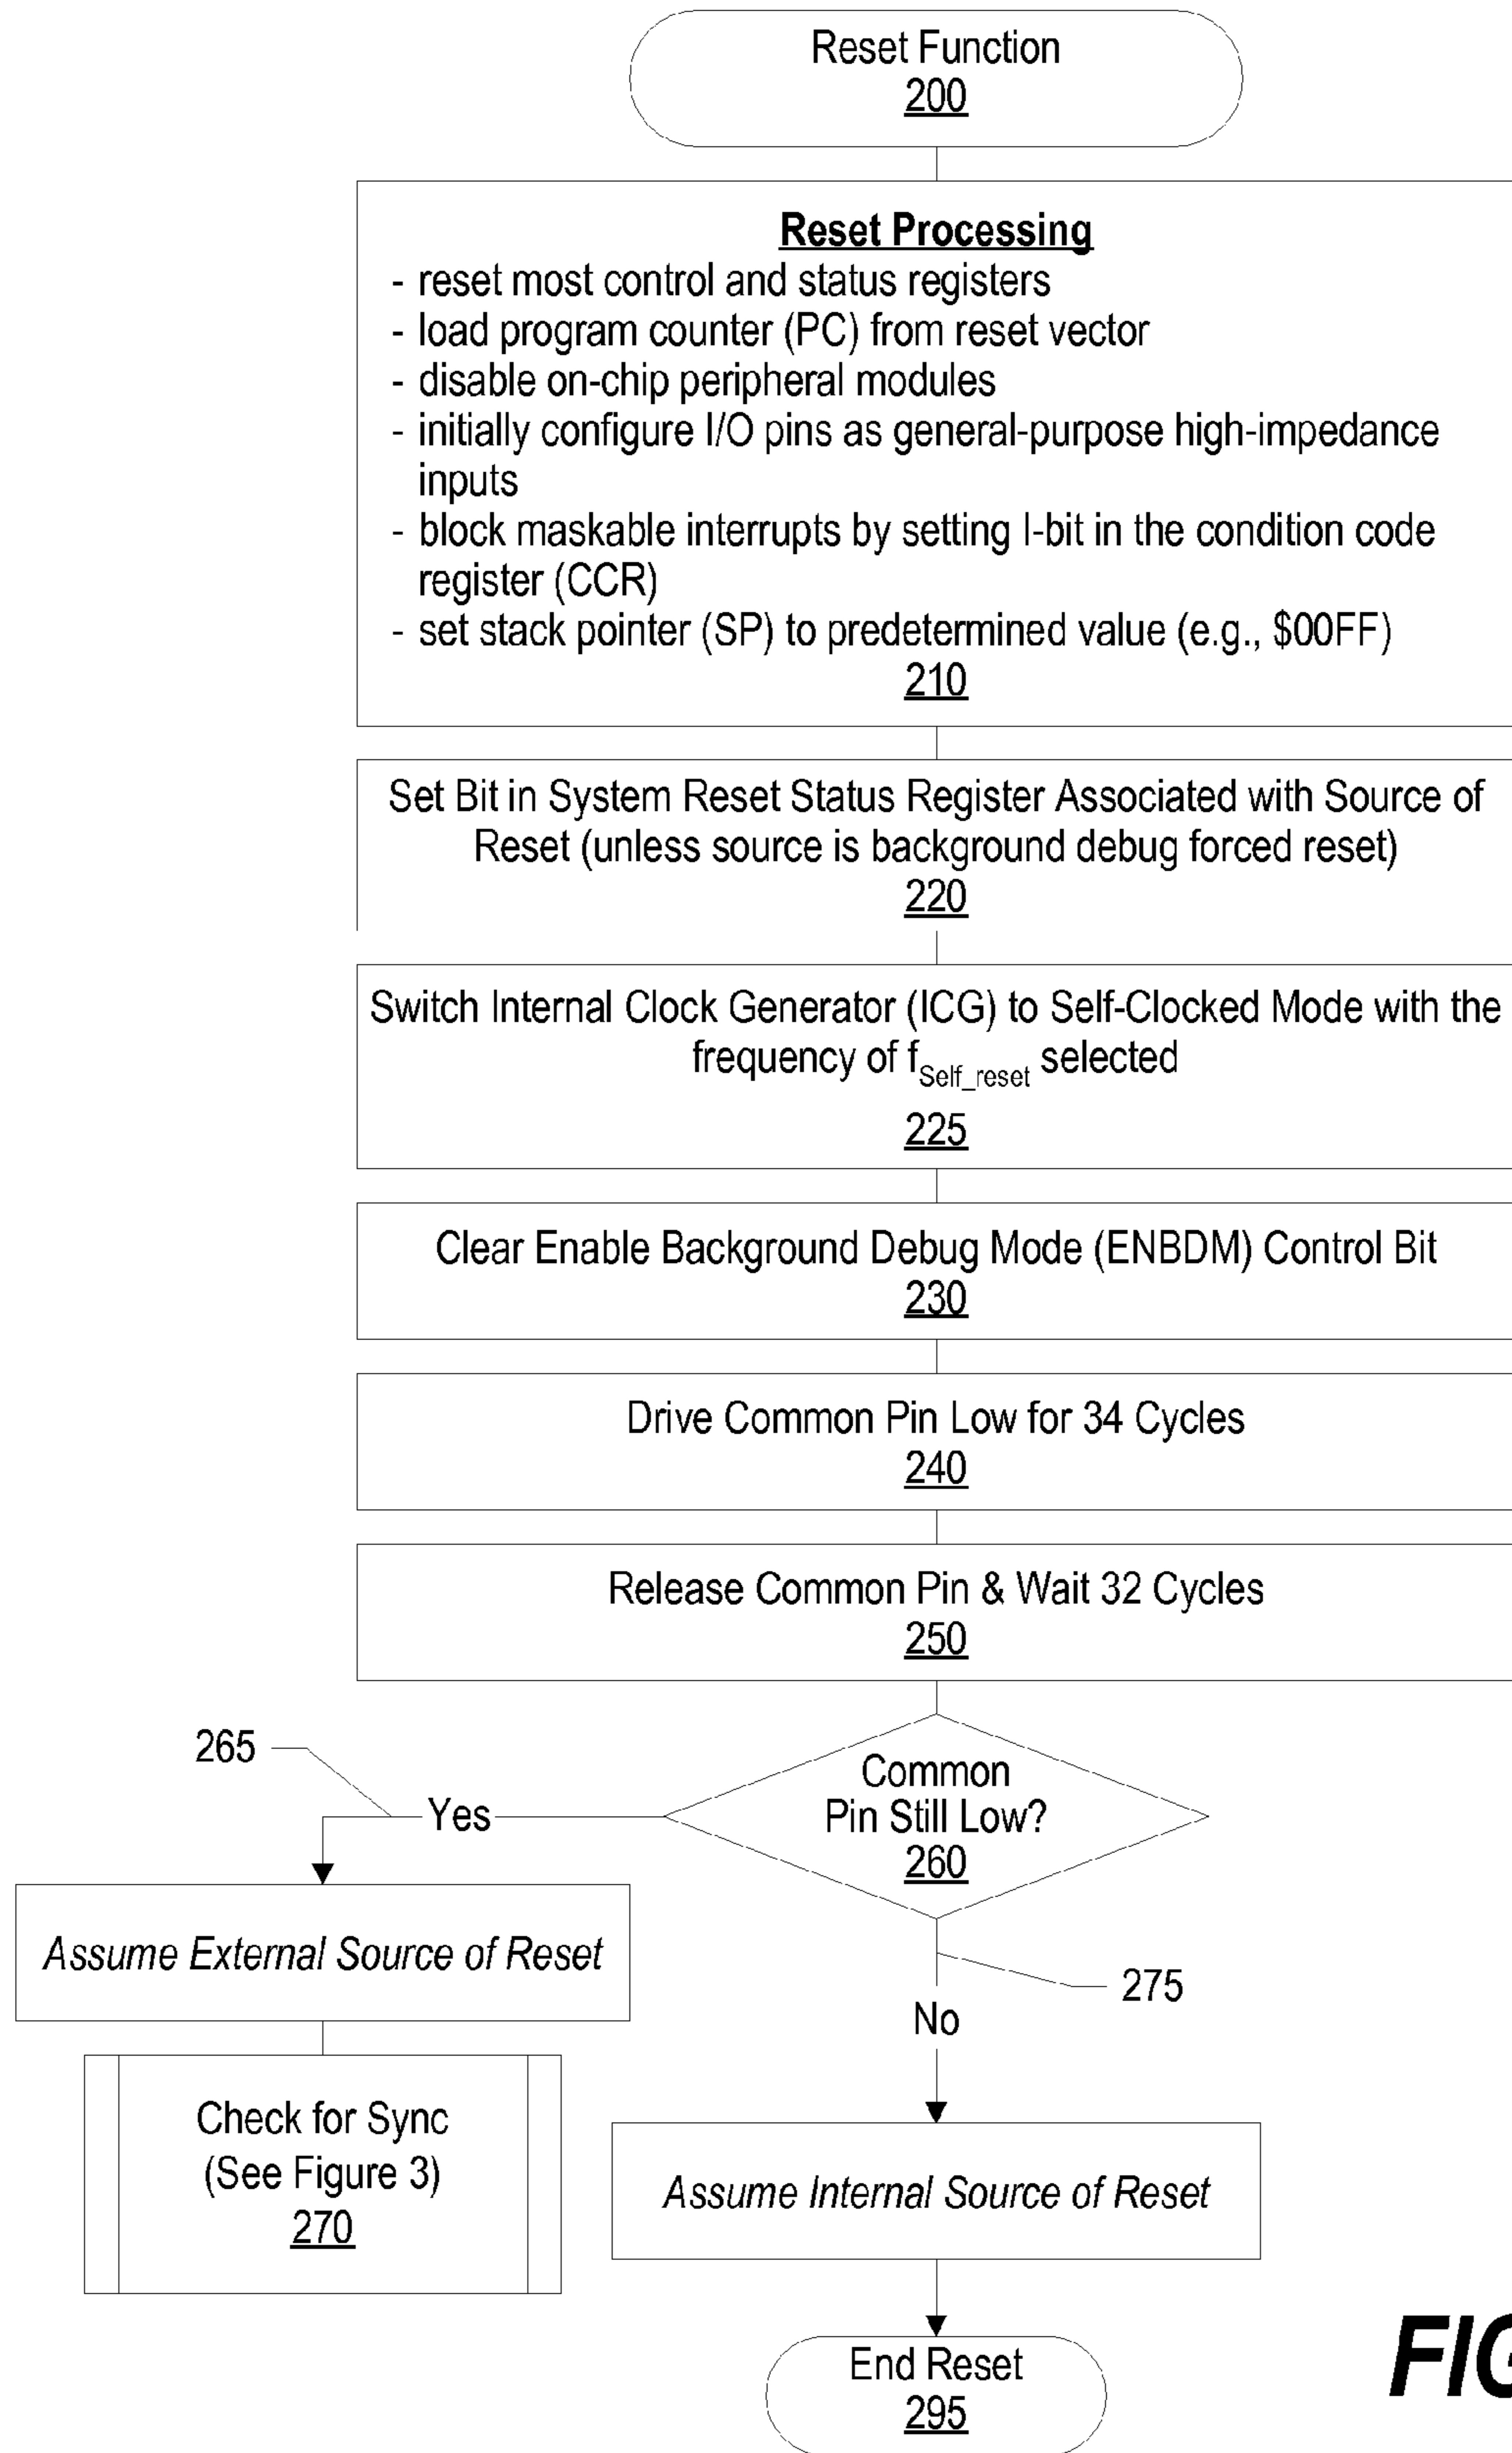 Reset Function
200
Reset Processing
- reset most control and status registers
- load program counter (PC) from reset vector
- disable on-chip peripheral modules
- initially configure I/O pins as general-purpose high-impedance
inputs
- block maskable interrupts by setting I-bit in the condition code
register (CCR)
- set stack pointer (SP) to predetermined value (e.g., $00FF)
210
Set Bit in System Reset Status Register Associated with Source of
Reset (unless source is background debug forced reset)
220
Switch Internal Clock Generator (ICG) to Self-Clocked Mode with the
frequency of fSelf_reset selected
225
Clear Enable Background Debug Mode (ENBDM) Control Bit
230
Drive Common Pin Low for 34 Cycles
240
Release Common Pin & Wait 32 Cycles
250
265
Common
Pin Still Low?
260
Yes
Assume External Source of Reset
275
No
Check for Sync
(See Figure 3)
270
Assume Internal Source of Reset
End Reset
295